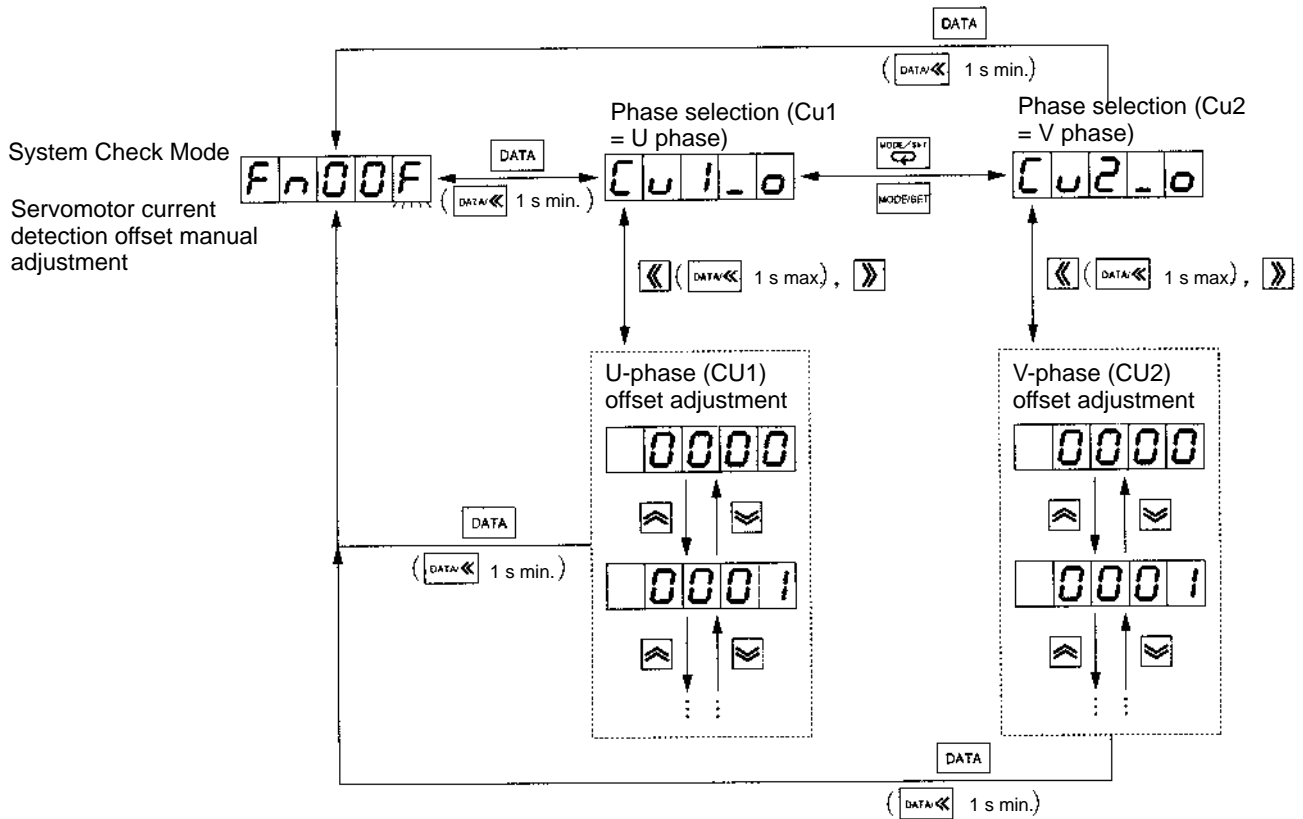 DATA
( DATA/≪ 1 s min.)
Phase selection (Cu1
= U phase)
Phase selection (Cu2
= V phase)
System Check Mode
Fn00F
DATA
( DATA/≪ 1 s min.)
Cu1_o
MODE/SET
MODE/SET
Cu2_o
Servomotor current
detection offset manual
adjustment
≪ ( DATA/≪ 1 s max.), ≫
≪ ( DATA/≪ 1 s max.), ≫
U-phase (CU1)
offset adjustment
0000
0001
⋮ ⋮
V-phase (CU2)
offset adjustment
0000
0001
⋮ ⋮
DATA
( DATA/≪ 1 s min.)
DATA
( DATA/≪ 1 s min.)